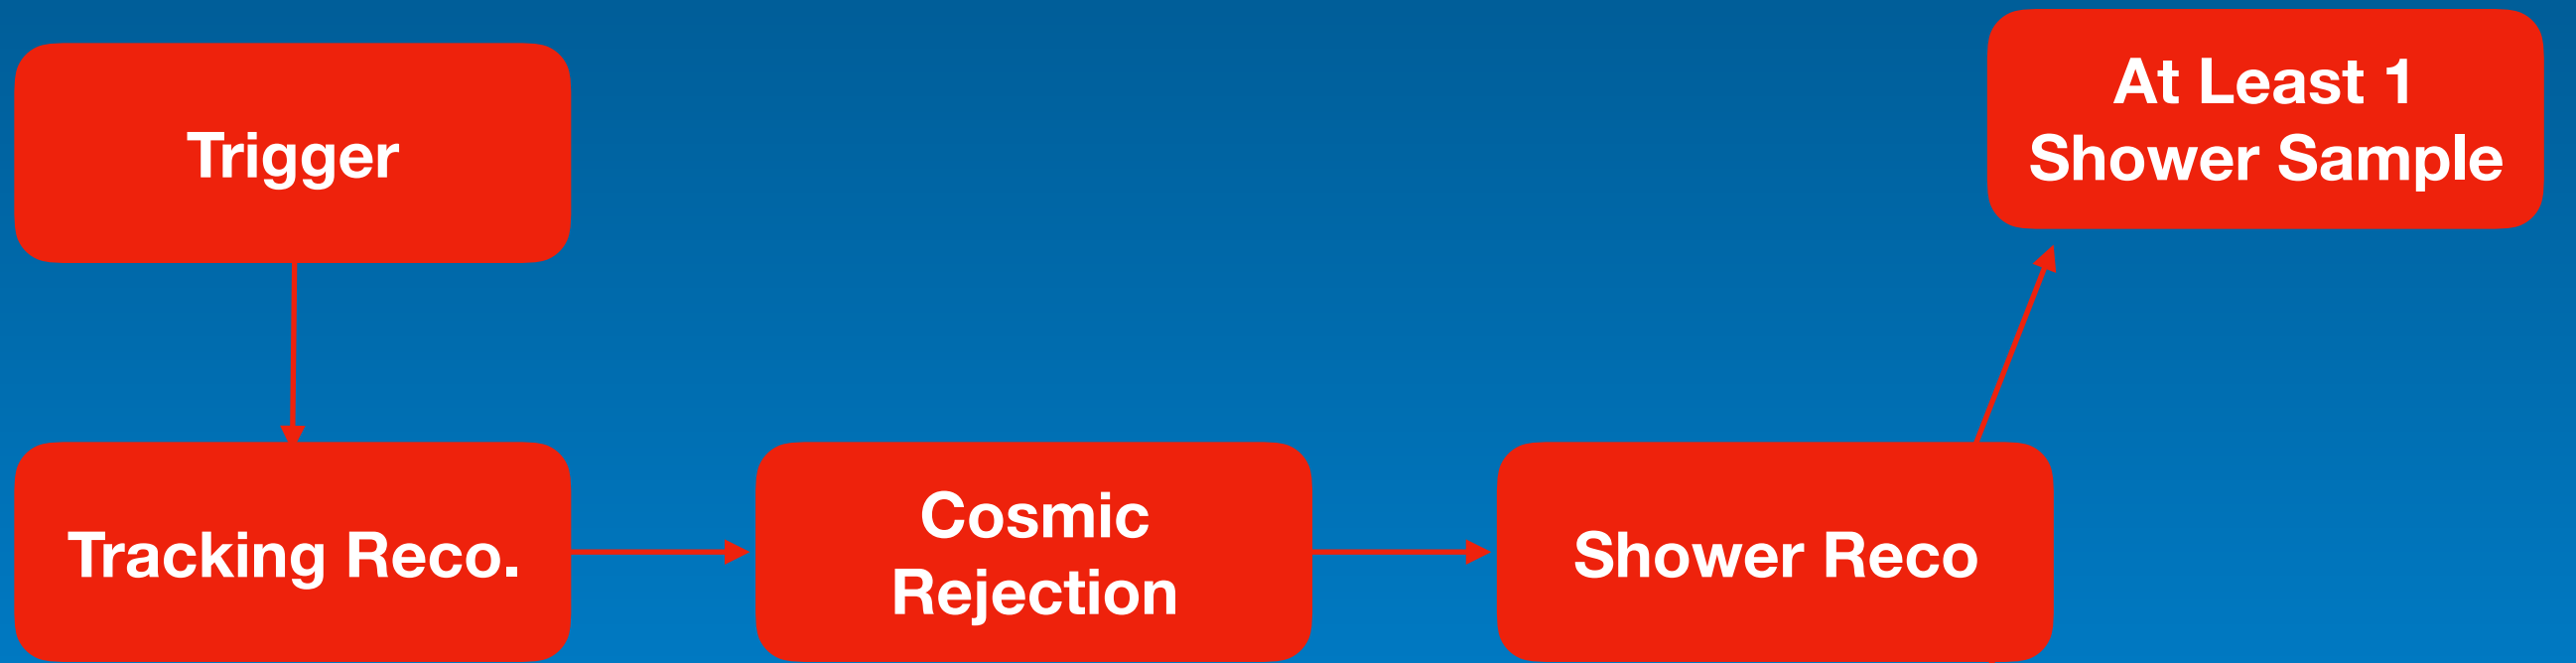 Trigger
At Least 1
Shower Sample
Tracking Reco.
Cosmic
Rejection
Shower Reco